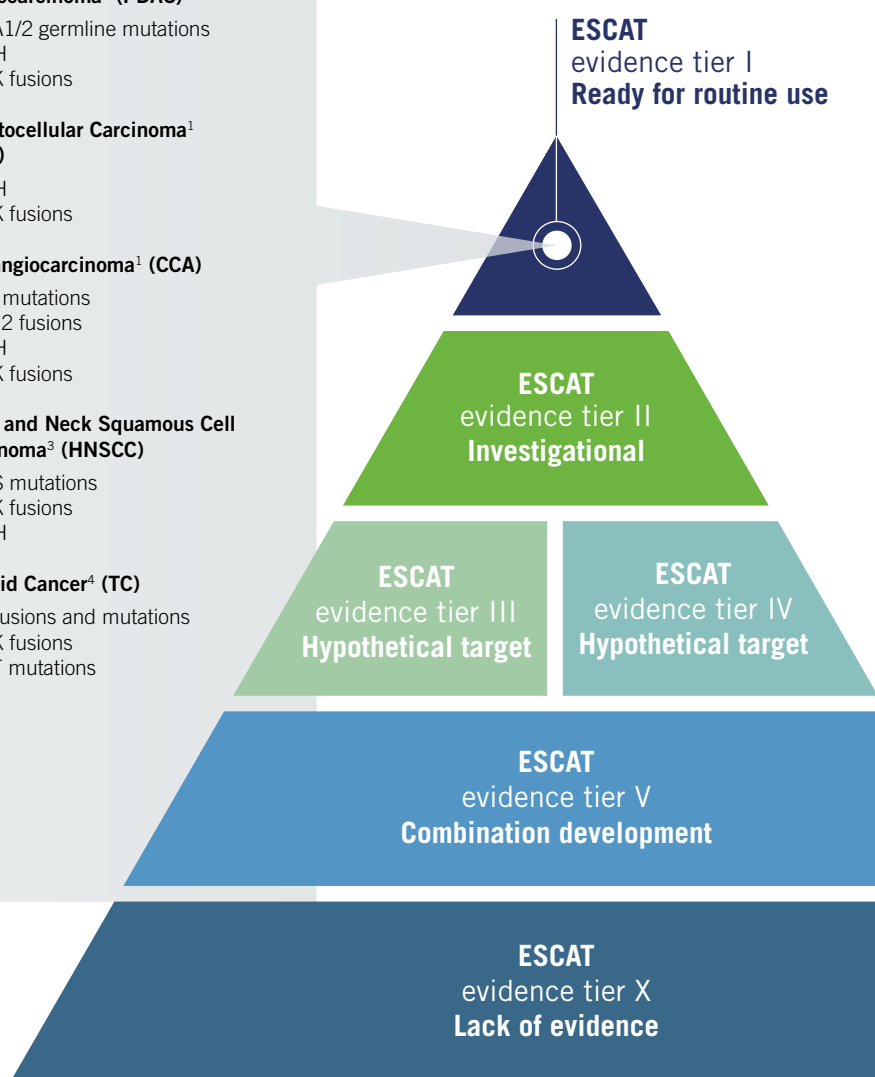 A1/2 germline mutations
H
K fusions
tocellular Carcinoma1
)
H
K fusions
angiocarcinoma1 (CCA)
mutations
2 fusions
H
K fusions
and Neck Squamous Cell
noma3 (HNSCC)
S mutations
K fusions
H
id Cancer4 (TC)
usions and mutations
K fusions
T mutations
ESCAT
evidence tier I
Ready for routine use
ESCAT
evidence tier II
Investigational
ESCAT
evidence tier III
Hypothetical target
ESCAT
evidence tier IV
Hypothetical target
ESCAT
evidence tier V
Combination development
ESCAT
evidence tier X
Lack of evidence